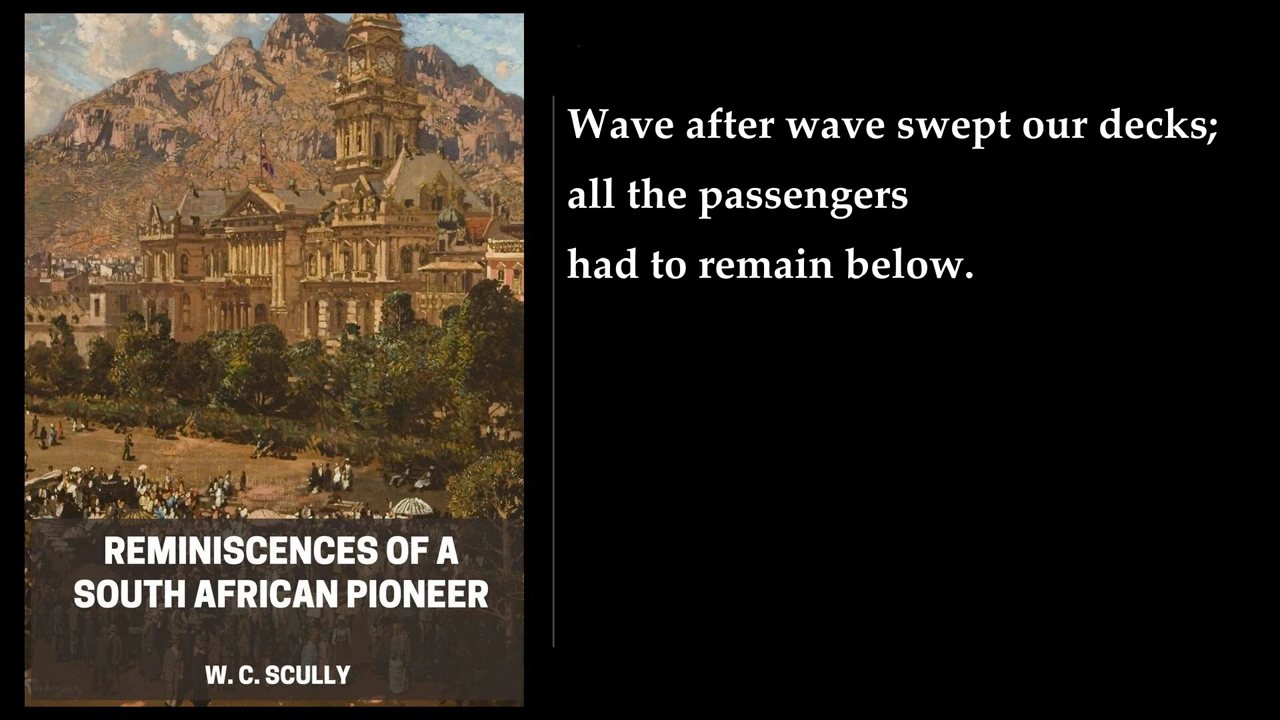 Wave after wave swept our decks;
all the passengers
had to remain below.
REMINISCENCES OF A
SOUTH AFRICAN PIONEER
W. C. SCULLY